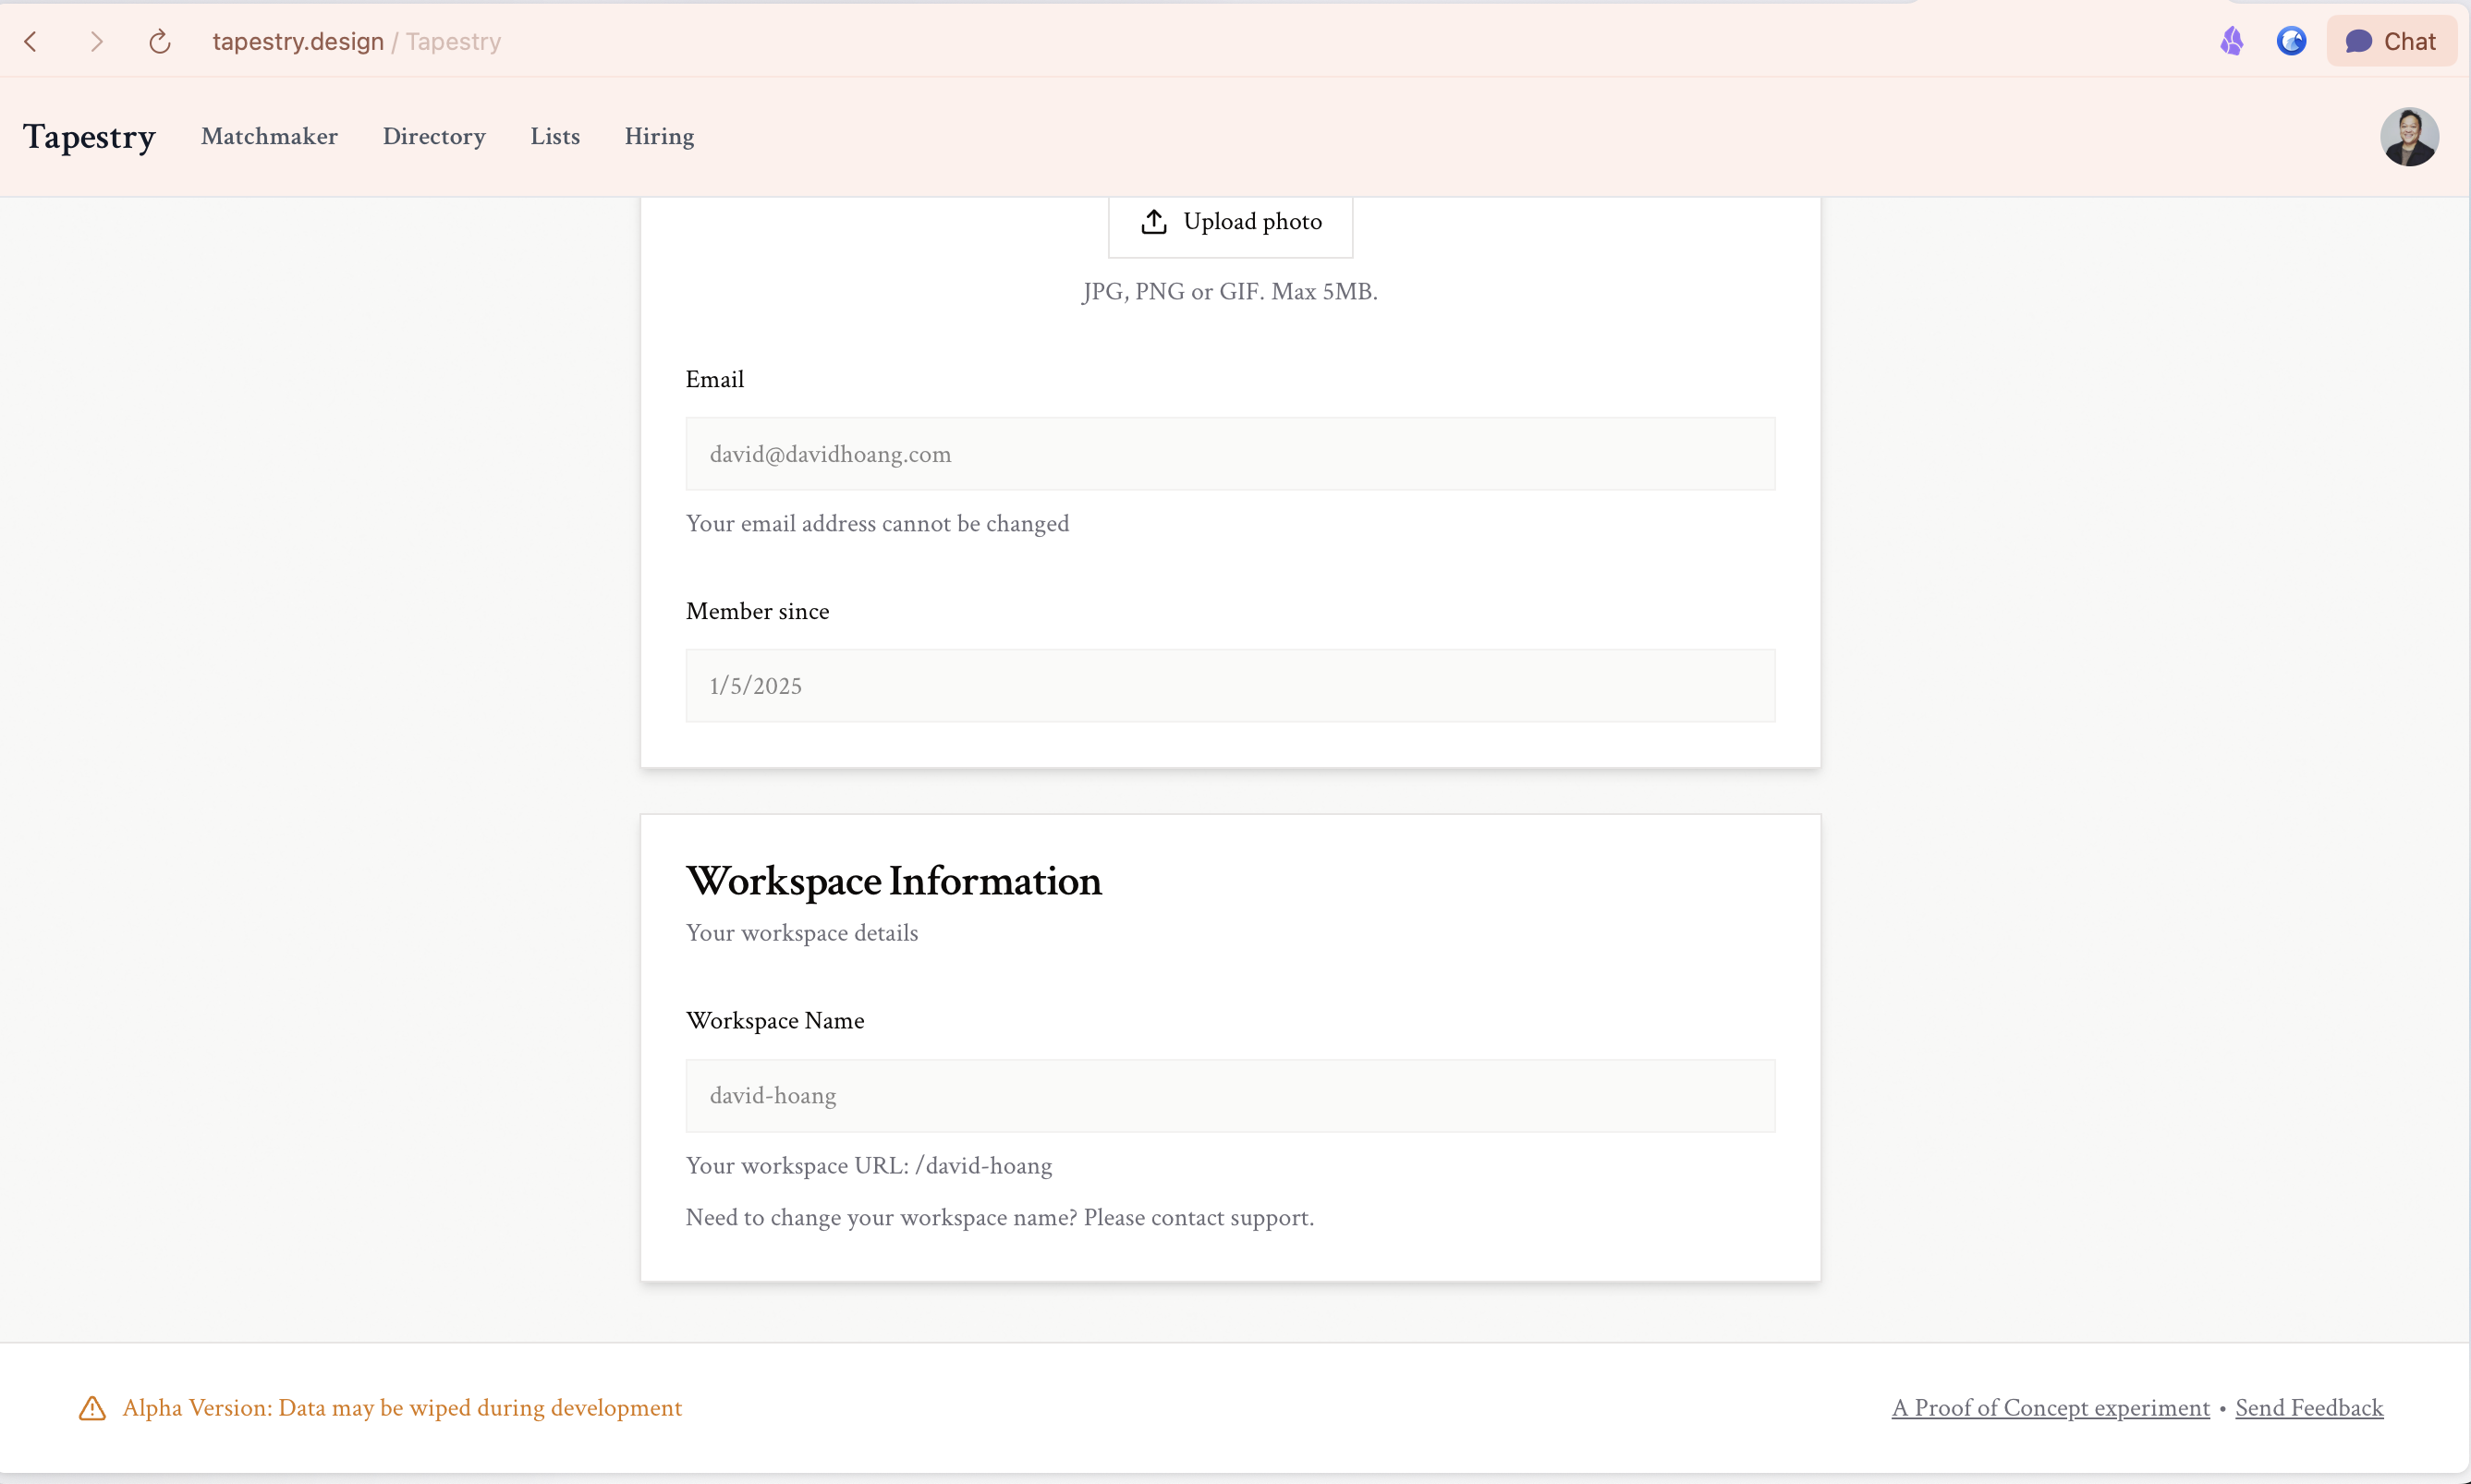 tapestry.design / Tapestry
Chat
Tapestry Matchmaker Directory Lists Hiring
Upload photo
JPG, PNG or GIF. Max 5MB.
Email
david@davidhoang.com
Your email address cannot be changed
Member since
1/5/2025
Workspace Information
Your workspace details
Workspace Name
david-hoang
Your workspace URL: /david-hoang
Need to change your workspace name? Please contact support.
Alpha Version: Data may be wiped during development
A Proof of Concept experiment • Send Feedback